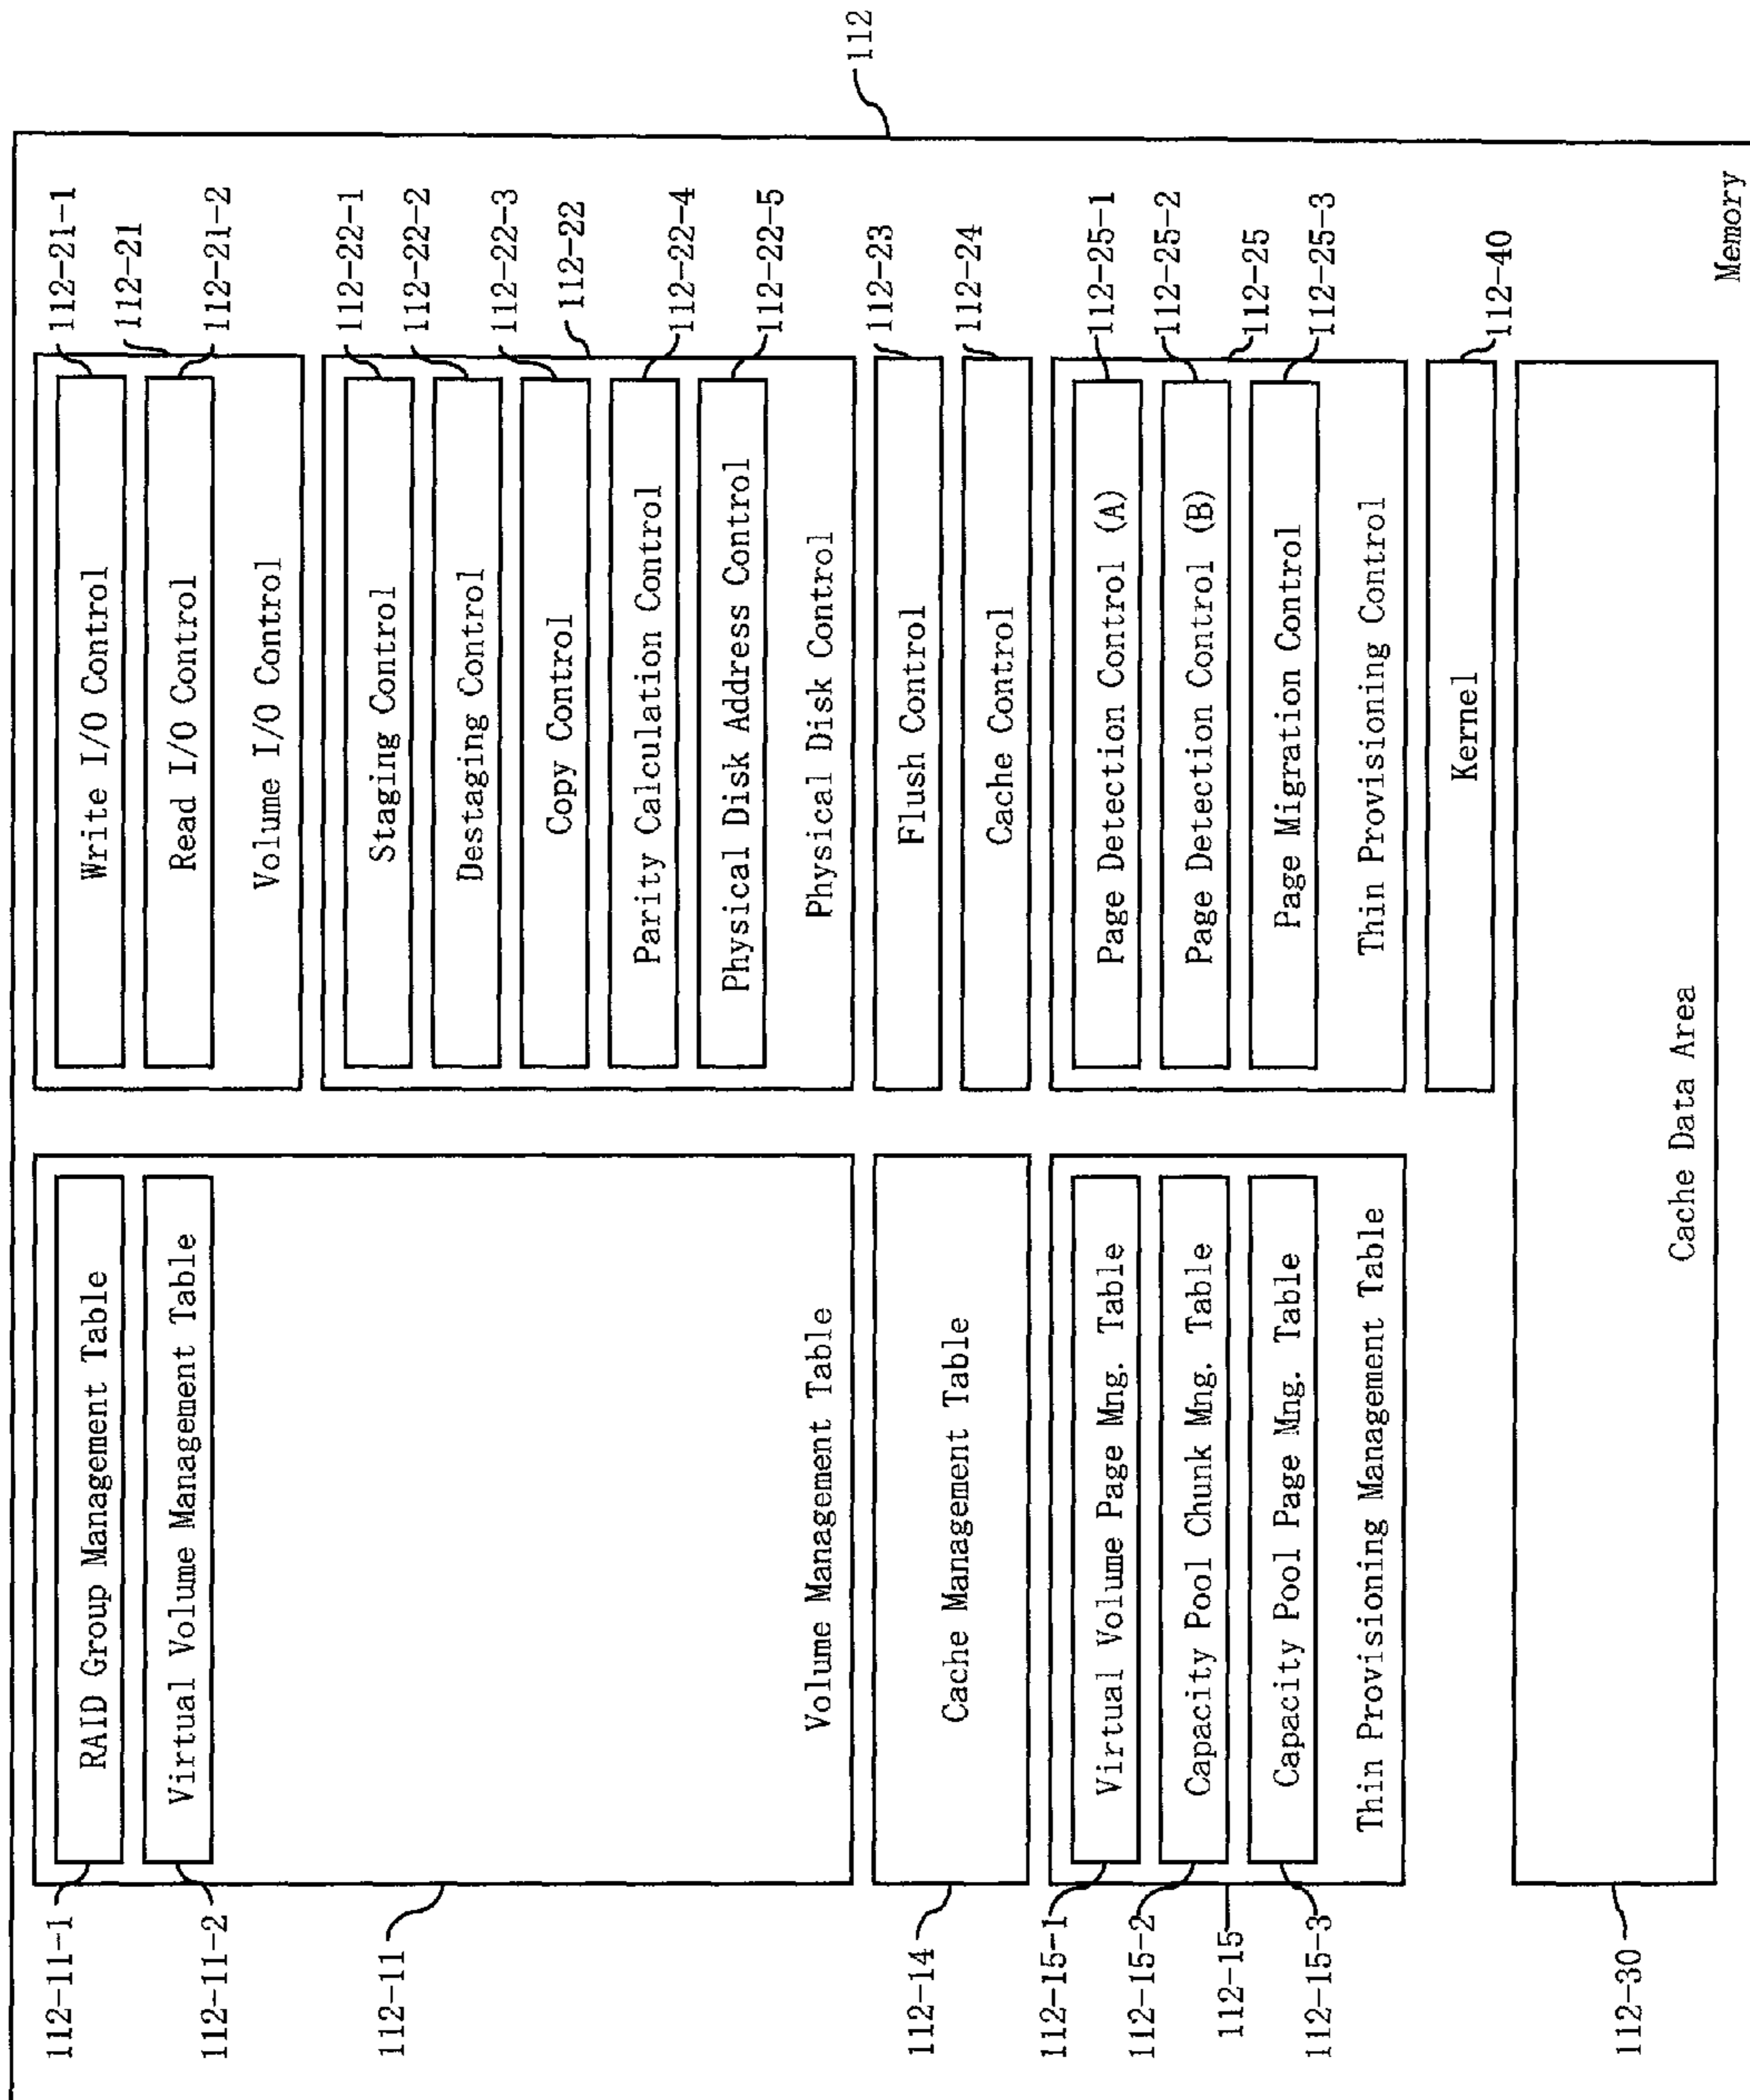 112-11-1
RAID Group Management Table
112-11-2
Virtual Volume Management Table
112-11
Volume Management Table
112-14
Cache Management Table
112-15-1
Virtual Volume Page Mng. Table
112-15-2
Capacity Pool Chunk Mng. Table
112-15
112-15-3
Capacity Pool Page Mng. Table
Thin Provisioning Management Table
112-30
Cache Data Area
Write I/O Control
112-21-1
112-21
Read I/O Control
112-21-2
Volume I/O Control
Staging Control
112-22-1
Destaging Control
112-22-2
Copy Control
112-22-3
112-22
Parity Calculation Control
112-22-4
Physical Disk Address Control
112-22-5
Physical Disk Control
Flush Control
112-23
Cache Control
112-24
Page Detection Control (A)
112-25-1
Page Detection Control (B)
112-25-2
112-25
Page Migration Control
112-25-3
Thin Provisioning Control
Kernel
112-40
Memory
112